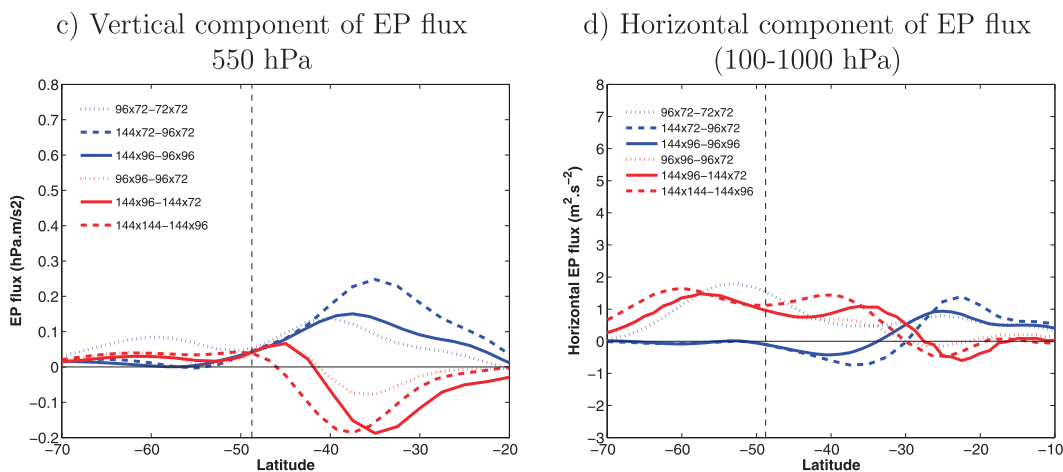 c) Vertical component of EP flux
550 hPa
0.8
0.7
0.6
0.5
0.4
0.3
0.2
0.1
0
−0.1
−0.2
EP flux (hPa.m/s2)
96x72−72x72
144x72−96x72
144x96−96x96
96x96−96x72
144x96−144x72
144x144−144x96
−70 −60 −50 −40 −30 −20
Latitude
d) Horizontal component of EP flux
(100-1000 hPa)
8
7
6
5
4
3
2
1
0
−1
−2
−3
Horizontal EP flux (m².s⁻²)
96x72−72x72
144x72−96x72
144x96−96x96
96x96−96x72
144x96−144x72
144x144−144x96
−70 −60 −50 −40 −30 −20 −10
Latitude